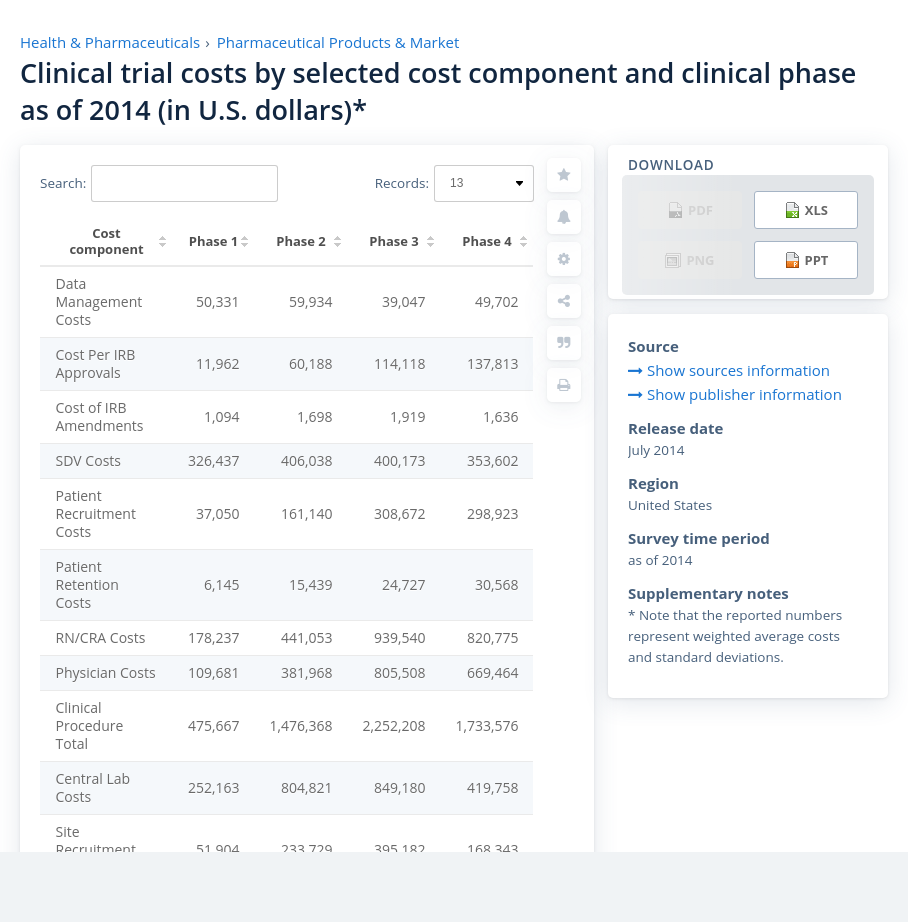 Health & Pharmaceuticals › Pharmaceutical Products & Market
Clinical trial costs by selected cost component and clinical phase
as of 2014 (in U.S. dollars)*
Search:
Records: 13
Cost
component Phase 1 Phase 2 Phase 3 Phase 4
Data
Management
Costs 50,331 59,934 39,047 49,702
Cost Per IRB
Approvals 11,962 60,188 114,118 137,813
Cost of IRB
Amendments 1,094 1,698 1,919 1,636
SDV Costs 326,437 406,038 400,173 353,602
Patient
Recruitment
Costs 37,050 161,140 308,672 298,923
Patient
Retention
Costs 6,145 15,439 24,727 30,568
RN/CRA Costs 178,237 441,053 939,540 820,775
Physician Costs 109,681 381,968 805,508 669,464
Clinical
Procedure
Total 475,667 1,476,368 2,252,208 1,733,576
Central Lab
Costs 252,163 804,821 849,180 419,758
Site
Recruitment 51,904 233,729 395,182 168,343
DOWNLOAD
PDF XLS
PNG PPT
Source
Show sources information
Show publisher information
Release date
July 2014
Region
United States
Survey time period
as of 2014
Supplementary notes
* Note that the reported numbers
represent weighted average costs
and standard deviations.